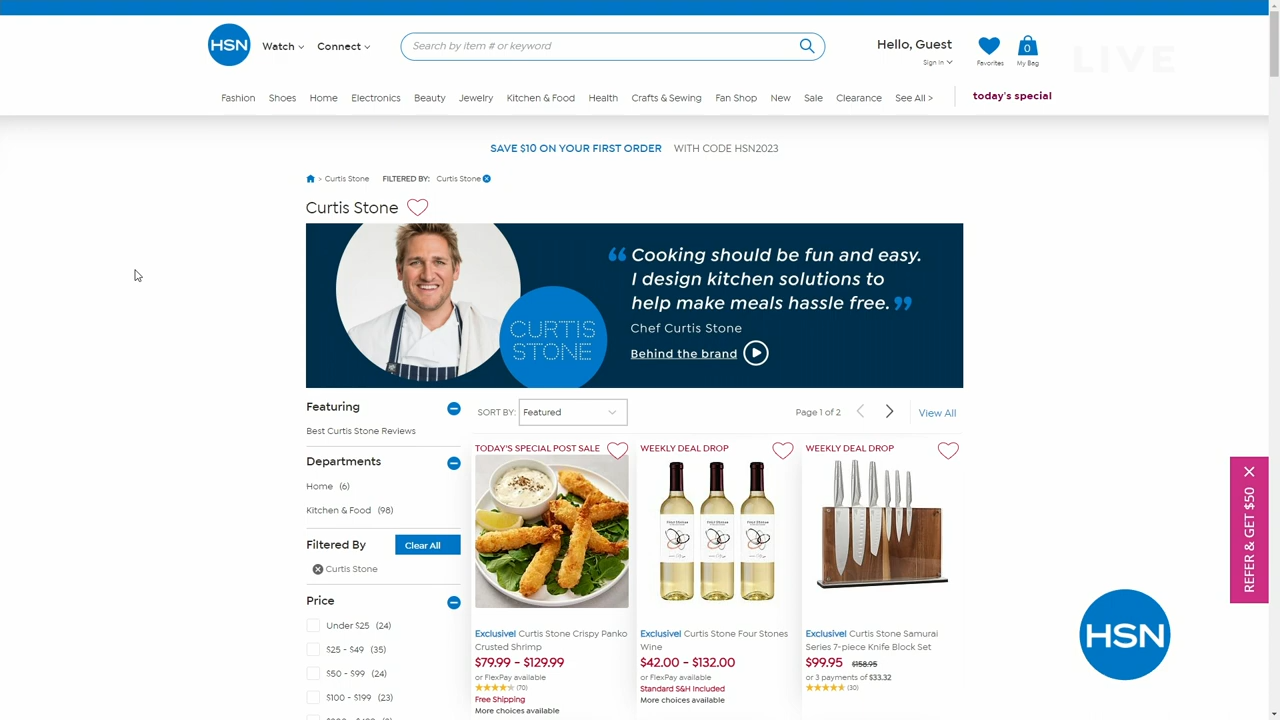 HSN
Watch
Connect
Search by item # or keyword
Hello, Guest
Sign In
Favorites
0
My Bag
LIVE
Fashion
Shoes
Home
Electronics
Beauty
Jewelry
Kitchen & Food
Health
Crafts & Sewing
Fan Shop
New
Sale
Clearance
See All >
today's special
SAVE $10 ON YOUR FIRST ORDER WITH CODE HSN2023
> Curtis Stone FILTERED BY: Curtis Stone
Curtis Stone
“ Cooking should be fun and easy.
I design kitchen solutions to
help make meals hassle free. ”
Chef Curtis Stone
Behind the brand
CURTIS
STONE
Featuring
Best Curtis Stone Reviews
Departments
Home (6)
Kitchen & Food (98)
Filtered By
Clear All
Curtis Stone
Price
Under $25 (24)
$25 - $49 (35)
$50 - $99 (24)
$100 - $199 (23)
SORT BY: Featured
Page 1 of 2
View All
TODAY'S SPECIAL POST SALE
Exclusive! Curtis Stone Crispy Panko
Crusted Shrimp
$79.99 - $129.99
or FlexPay available
(70)
Free Shipping
More choices available
WEEKLY DEAL DROP
Exclusive! Curtis Stone Four Stones
Wine
$42.00 - $132.00
or FlexPay available
Standard S&H Included
More choices available
WEEKLY DEAL DROP
Exclusive! Curtis Stone Samurai
Series 7-piece Knife Block Set
$99.95 $158.95
or 3 payments of $33.32
(30)
REFER & GET $50
HSN